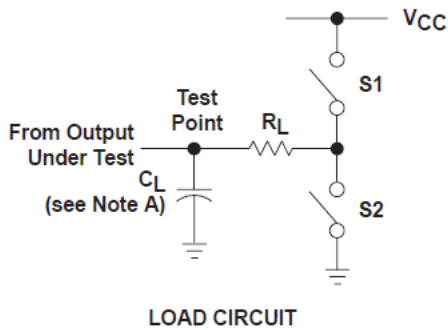 VCC
S1
Test
Point
RL
From Output
Under Test
CL
(see Note A)
S2
LOAD CIRCUIT